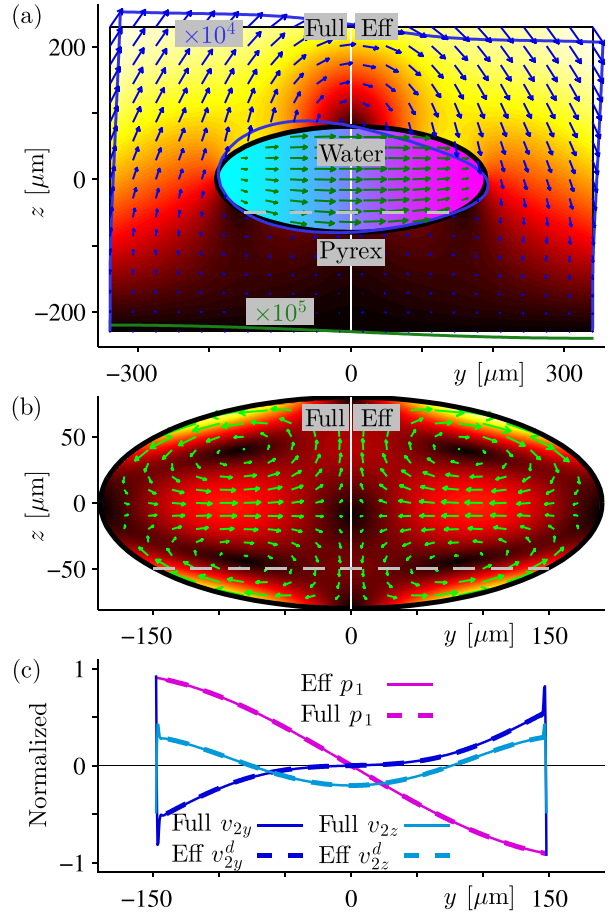 (a)
×10⁴
Full Eff
200
z [μm]
Water
0
Pyrex
−200
×10⁵
−300 0 y [μm] 300
(b)
Full Eff
50
z [μm]
0
−50
−150 0 y [μm] 150
(c)
1
Eff p₁
Full p₁
Normalized
0
Full v₂y Full v₂z
Eff vᵈ₂y Eff vᵈ₂z
−1
−150 0 y [μm] 150